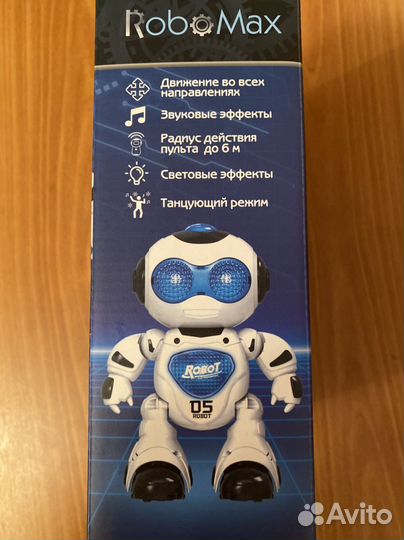 RoboMax
Движение во всех
направлениях
Звуковые эффекты
Радиус действия
пульта до 6 м
Световые эффекты
Танцующий режим
ROBOT
05
ROBOT
Avito